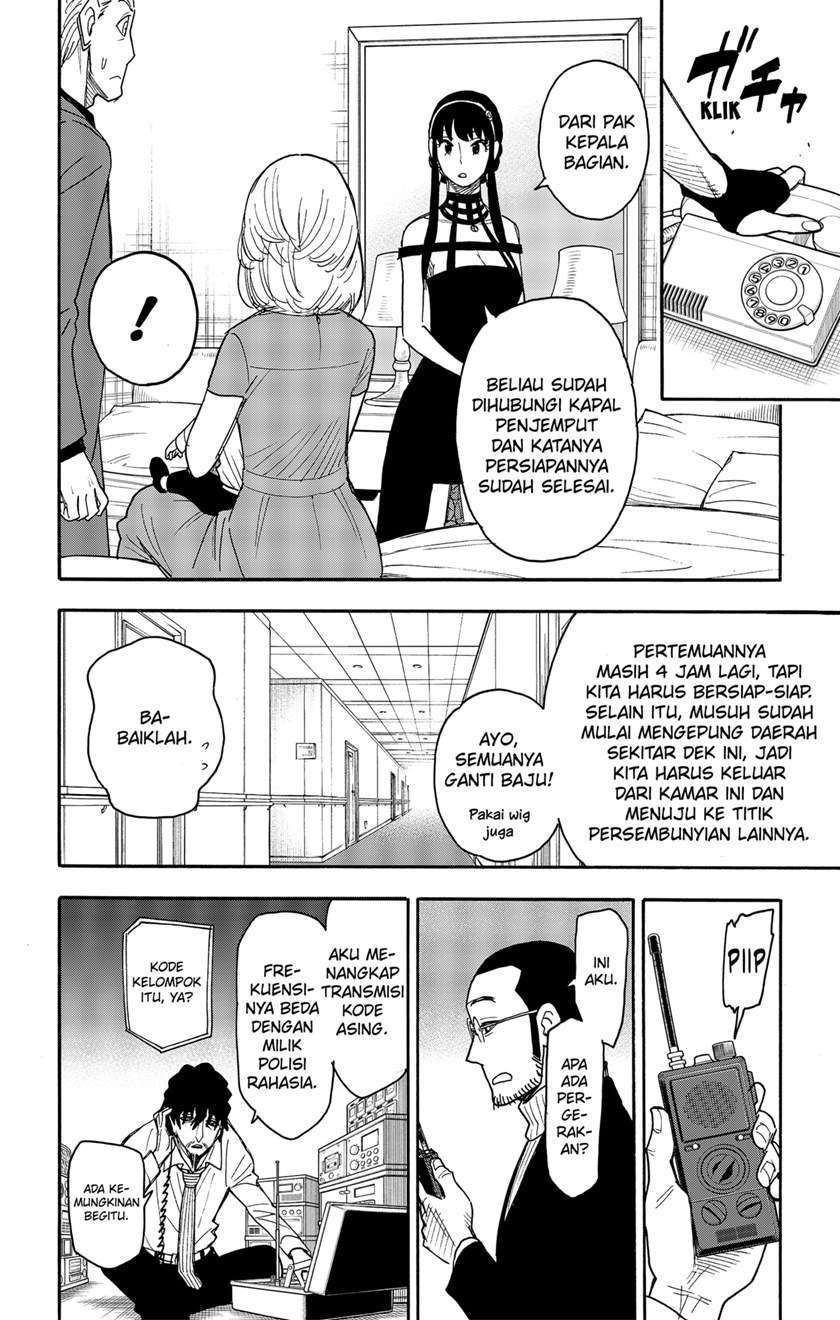 ガチャ
KLIK
DARI PAK
KEPALA
BAGIAN.
BELIAU SUDAH
DIHUBUNGI KAPAL
PENJEMPUT
DAN KATANYA
PERSIAPANNYA
SUDAH SELESAI.
!
PERTEMUANNYA
MASIH 4 JAM LAGI, TAPI
KITA HARUS BERSIAP-SIAP.
SELAIN ITU, MUSUH SUDAH
MULAI MENGEPUNG DAERAH
SEKITAR DEK INI, JADI
KITA HARUS KELUAR
DARI KAMAR INI DAN
MENUJU KE TITIK
PERSEMBUNYIAN LAINNYA.
AYO,
SEMUANYA
GANTI BAJU!
Pakai wig
juga
BA-
BAIKLAH.
PIIP
INI
AKU.
APA
ADA
PER-
GERAK-
AN?
AKU ME-
NANGKAP
TRANSMISI
KODE
ASING.
FRE-
KUENSI-
NYA BEDA
DENGAN
MILIK
POLISI
RAHASIA.
KODE
KELOMPOK
ITU, YA?
ADA KE-
MUNGKINAN
BEGITU.